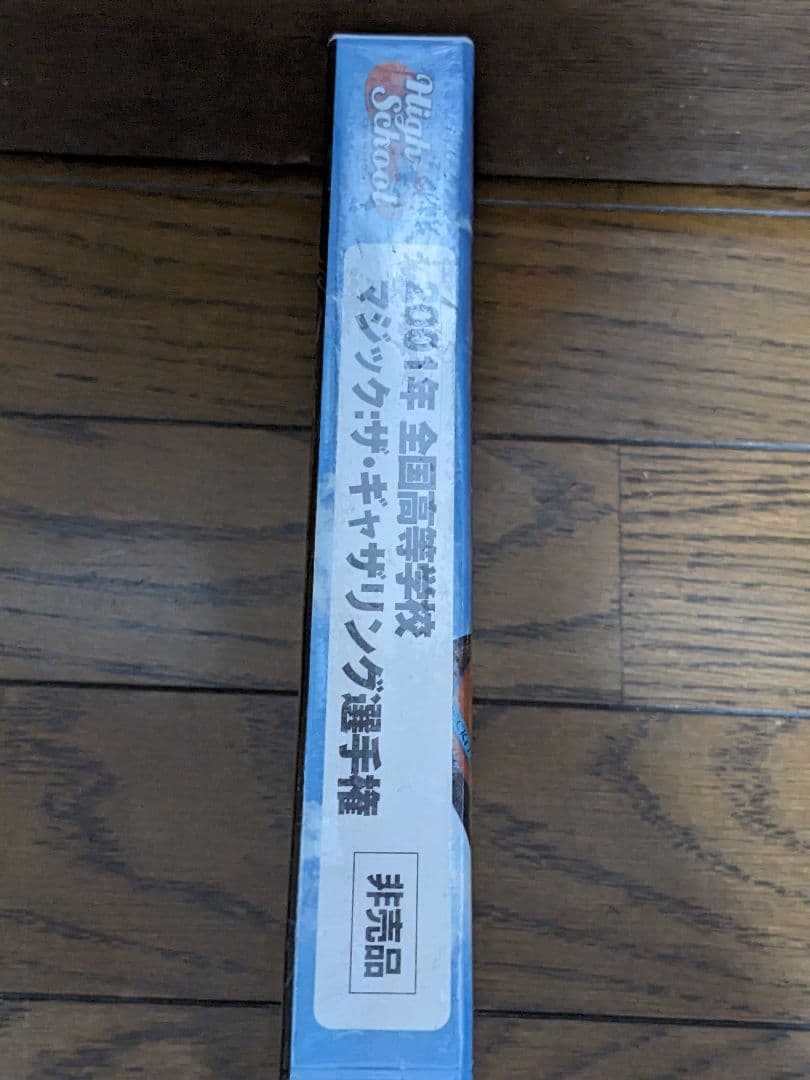 High
School
2001年 全国高等学校
マジック:ザ・ギャザリング選手権
非売品